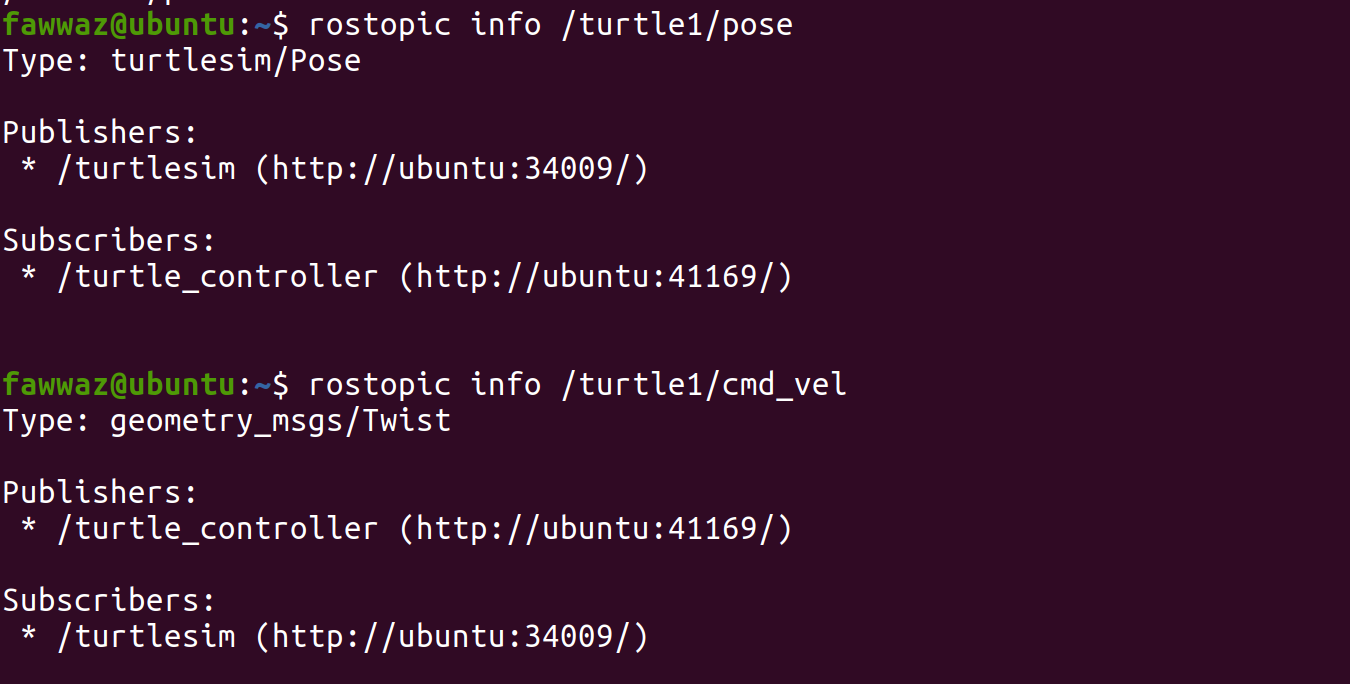 fawwaz@ubuntu:~$ rostopic info /turtle1/pose
Type: turtlesim/Pose
Publishers:
* /turtlesim (http://ubuntu:34009/)
Subscribers:
* /turtle_controller (http://ubuntu:41169/)
fawwaz@ubuntu:~$ rostopic info /turtle1/cmd_vel
Type: geometry_msgs/Twist
Publishers:
* /turtle_controller (http://ubuntu:41169/)
Subscribers:
* /turtlesim (http://ubuntu:34009/)